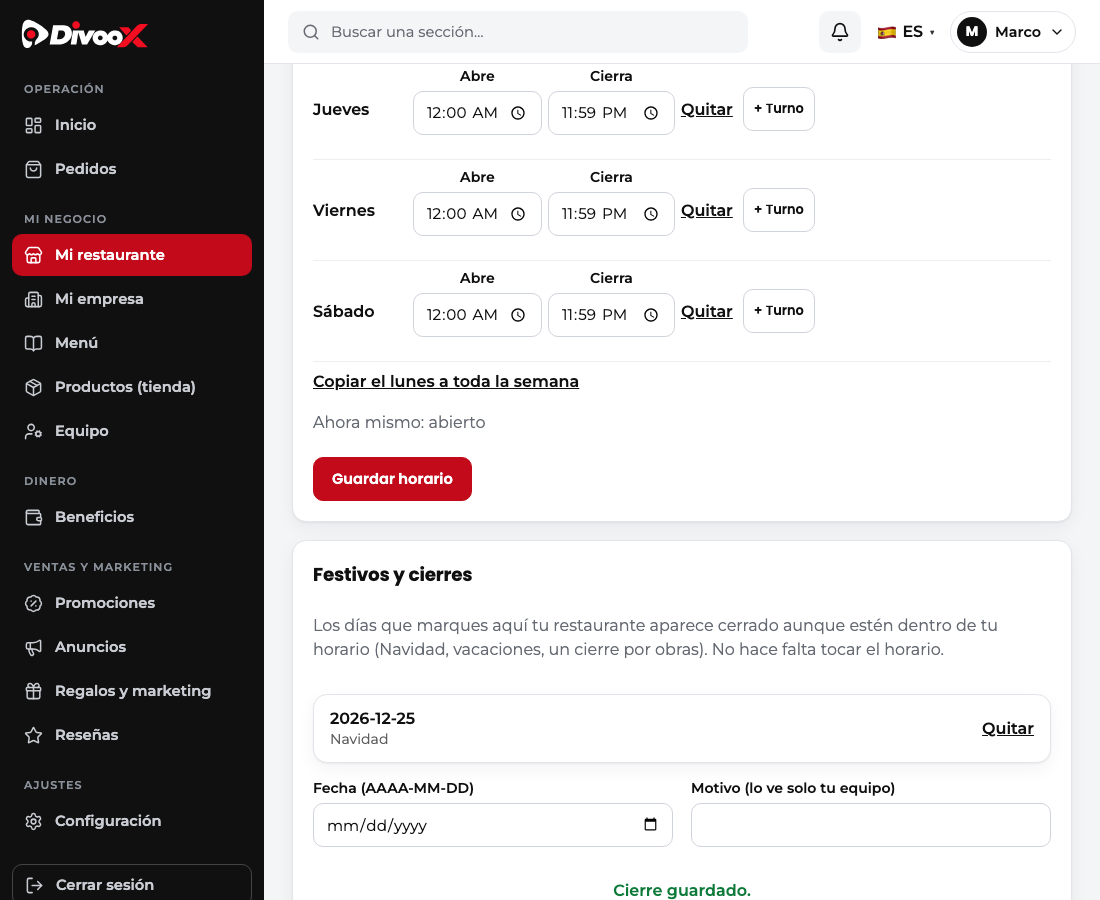 DivooX
Buscar una sección...
ES
M
Marco
OPERACIÓN
Inicio
Pedidos
MI NEGOCIO
Mi restaurante
Mi empresa
Menú
Productos (tienda)
Equipo
DINERO
Beneficios
VENTAS Y MARKETING
Promociones
Anuncios
Regalos y marketing
Reseñas
AJUSTES
Configuración
Cerrar sesión
Abre Cierra
Jueves 12:00 AM 11:59 PM Quitar + Turno
Abre Cierra
Viernes 12:00 AM 11:59 PM Quitar + Turno
Abre Cierra
Sábado 12:00 AM 11:59 PM Quitar + Turno
Copiar el lunes a toda la semana
Ahora mismo: abierto
Guardar horario
Festivos y cierres
Los días que marques aquí tu restaurante aparece cerrado aunque estén dentro de tu
horario (Navidad, vacaciones, un cierre por obras). No hace falta tocar el horario.
2026-12-25
Navidad
Quitar
Fecha (AAAA-MM-DD) Motivo (lo ve solo tu equipo)
mm/dd/yyyy
Cierre guardado.